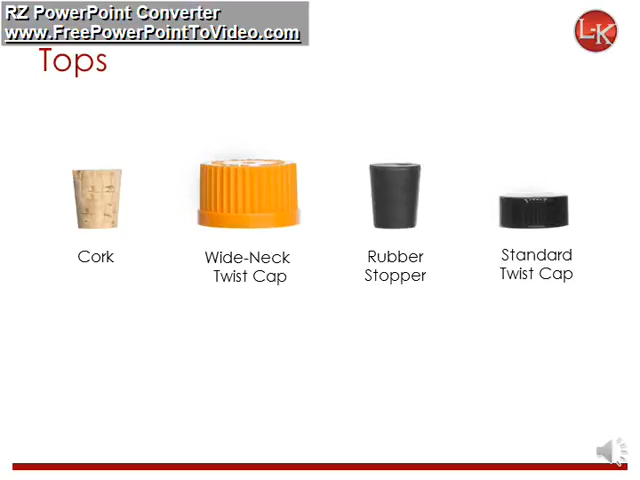 RZ PowerPoint Converter
www.FreePowerPointToVideo.com
L-K
Tops
Cork
Wide-Neck
Twist Cap
Rubber
Stopper
Standard
Twist Cap